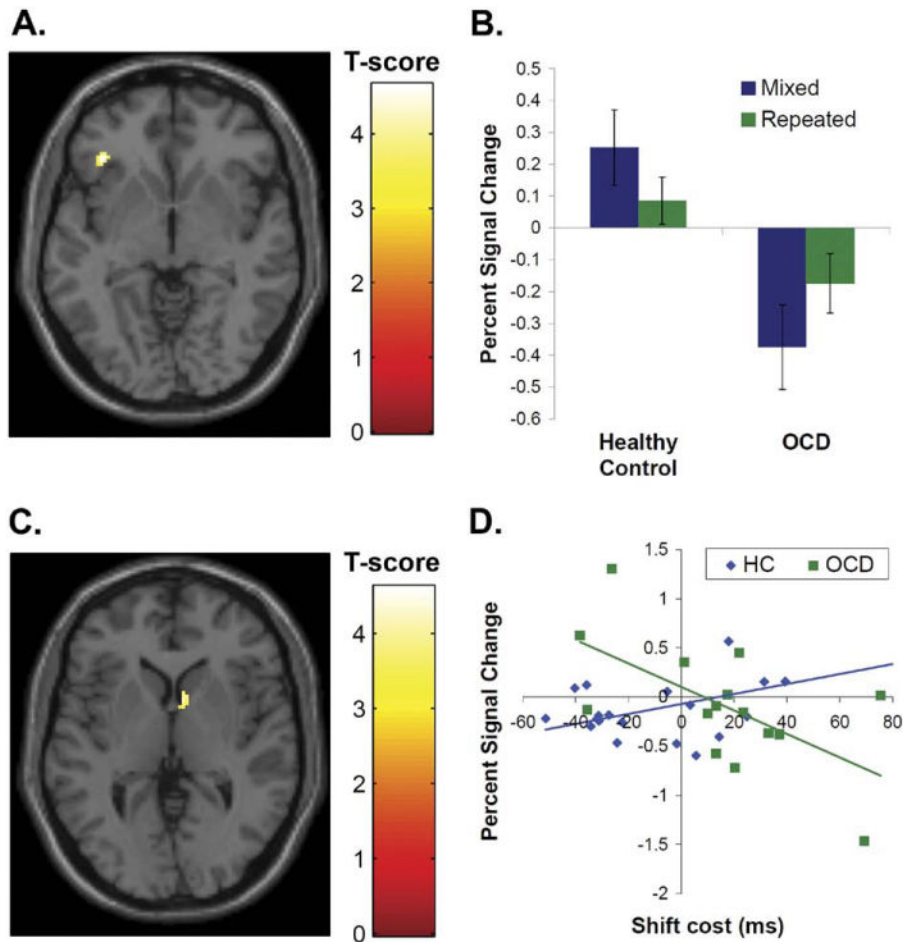 A.
T-score
4
3
2
1
0
B.
Percent Signal Change
0.5
0.4
0.3
0.2
0.1
0
-0.1
-0.2
-0.3
-0.4
-0.5
-0.6
Mixed
Repeated
Healthy
Control
OCD
C.
T-score
4
3
2
1
0
D.
Percent Signal Change
1.5
1
0.5
0
-0.5
-1
-1.5
-2
HC
OCD
-60 -40 -20 0 20 40 60 80
Shift cost (ms)